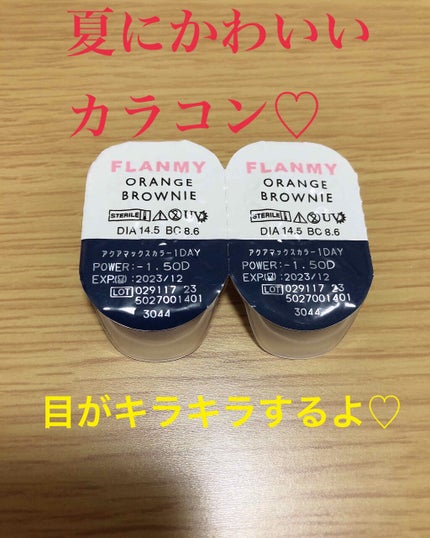 夏にかわいい
カラコン♡
FLANMY FLANMY
ORANGE ORANGE
BROWNIE BROWNIE
STERILE UV STERILE UV
DIA 14.5 BC 8.6 DIA 14.5 BC 8.6
アクアマックスカラー1DAY アクアマックスカラー1DAY
POWER:-1.50D POWER:-1.50D
EXP. 2023/12 EXP. 2023/12
LOT 029117 23 LOT 029117 23
5027001401 5027001401
3044 3044
目がキラキラするよ♡